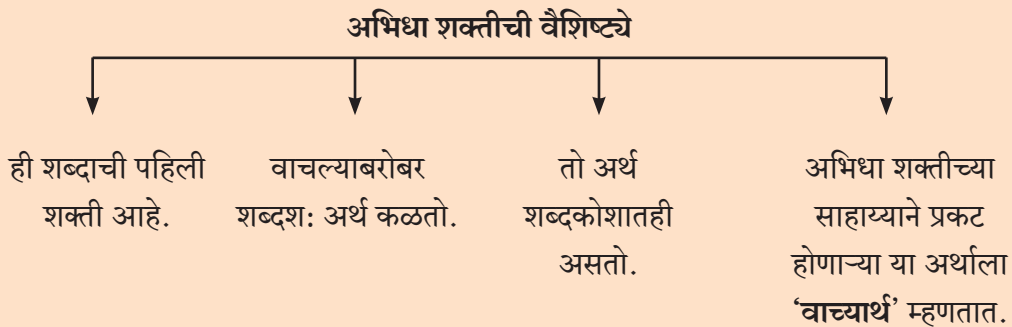 अभिधा शक्तीची वैशिष्ट्ये
ही शब्दाची पहिली
शक्ती आहे.
वाचल्याबरोबर
शब्दश: अर्थ कळतो.
तो अर्थ
शब्दकोशातही
असतो.
अभिधा शक्तीच्या
साहाय्याने प्रकट
होणाऱ्या या अर्थाला
‘वाच्यार्थ’ म्हणतात.